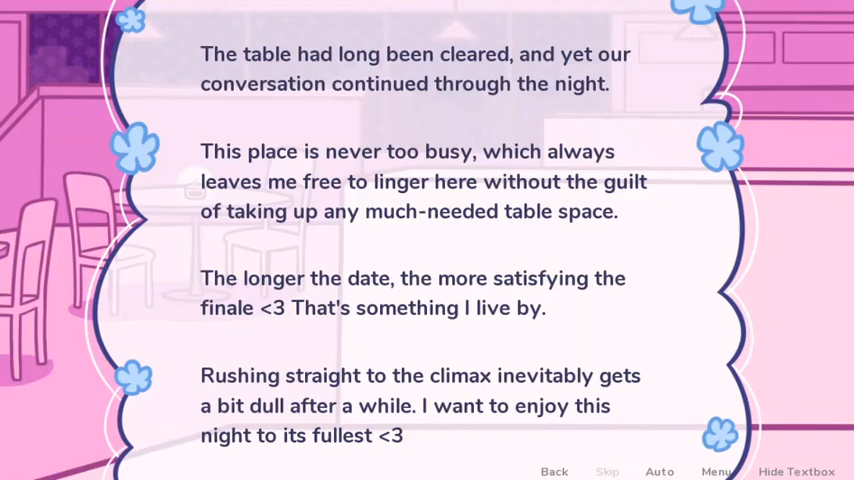 The table had long been cleared, and yet our
conversation continued through the night.
This place is never too busy, which always
leaves me free to linger here without the guilt
of taking up any much-needed table space.
The longer the date, the more satisfying the
finale <3 That's something I live by.
Rushing straight to the climax inevitably gets
a bit dull after a while. I want to enjoy this
night to its fullest <3
Back Skip Auto Menu Hide Textbox